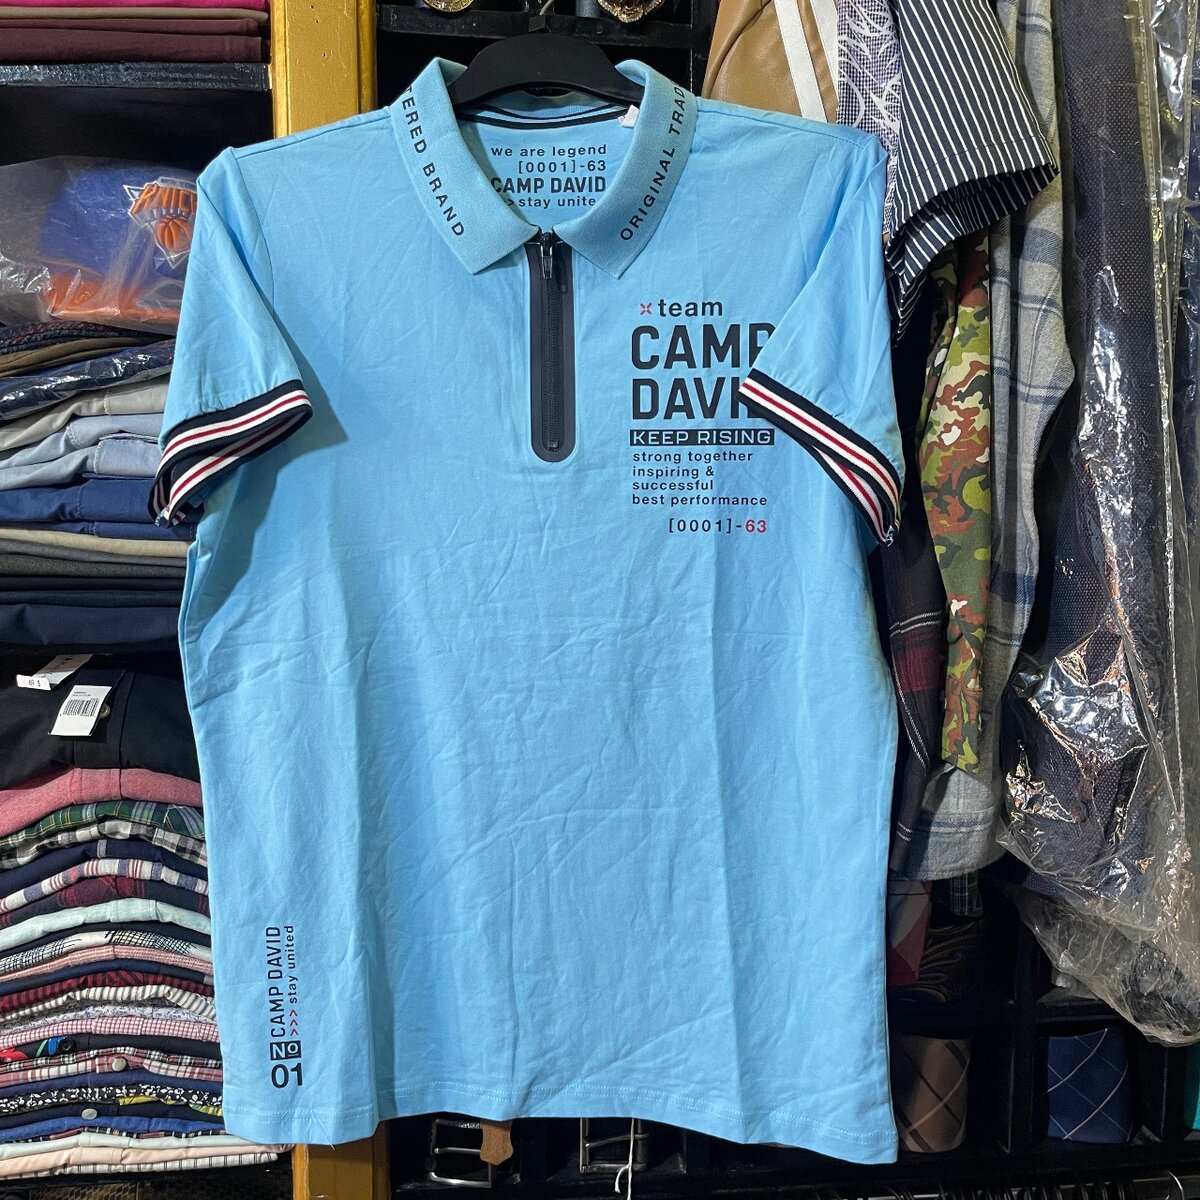 TERED BRAND
ORIGINAL TRAD
we are legend
[0001]-63
CAMP DAVID
> stay unite
team
CAMP
DAVI
KEEP RISING
strong together
inspiring &
successful
best performance
[0001]-63
NO CAMP DAVID
01 >>> stay united